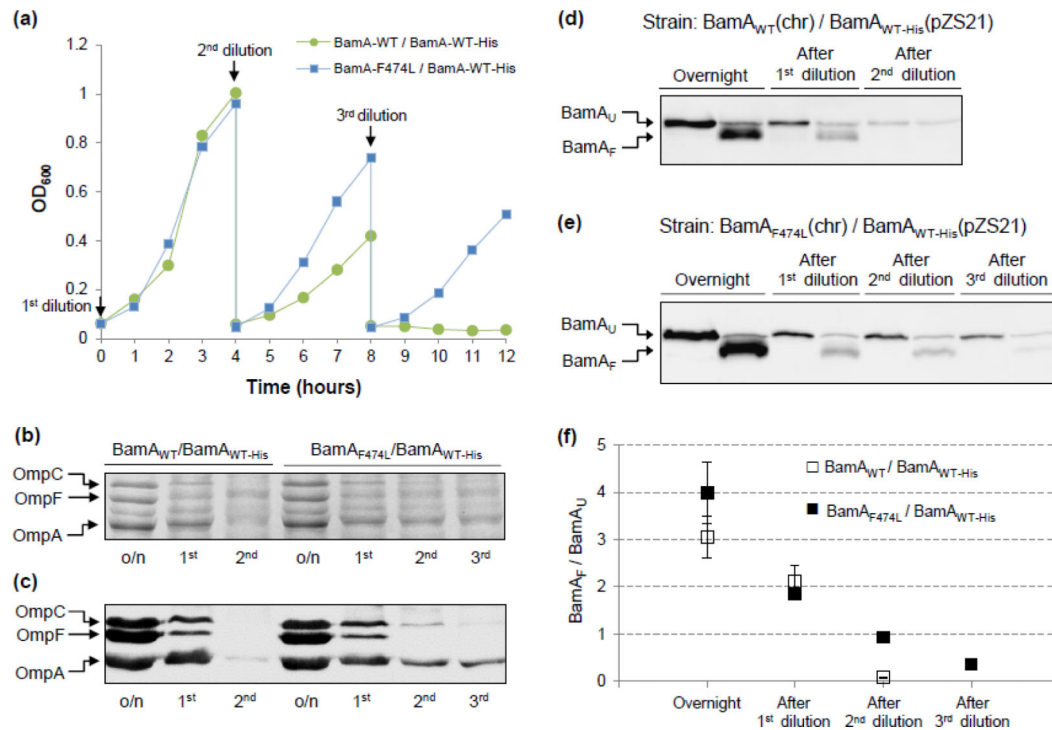 (a)
BamA-WT / BamA-WT-His
BamA-F474L / BamA-WT-His
2nd dilution
3rd dilution
1st dilution
OD600
1.2
1
0.8
0.6
0.4
0.2
0
0 1 2 3 4 5 6 7 8 9 10 11 12
Time (hours)
(b)
BamAWT/BamAWT-His
BamAF474L/BamAWT-His
OmpC
OmpF
OmpA
o/n 1st 2nd o/n 1st 2nd 3rd
(c)
OmpC
OmpF
OmpA
o/n 1st 2nd o/n 1st 2nd 3rd
(d)
Strain: BamAWT(chr) / BamAWT-His(pZS21)
Overnight
After
1st dilution
After
2nd dilution
BamAU
BamAF
(e)
Strain: BamAF474L(chr) / BamAWT-His(pZS21)
Overnight
After
1st dilution
After
2nd dilution
After
3rd dilution
BamAU
BamAF
(f)
BamAWT / BamAWT-His
BamAF474L / BamAWT-His
BamAF / BamAU
5
4
3
2
1
0
Overnight
After
1st dilution
After
2nd dilution
After
3rd dilution